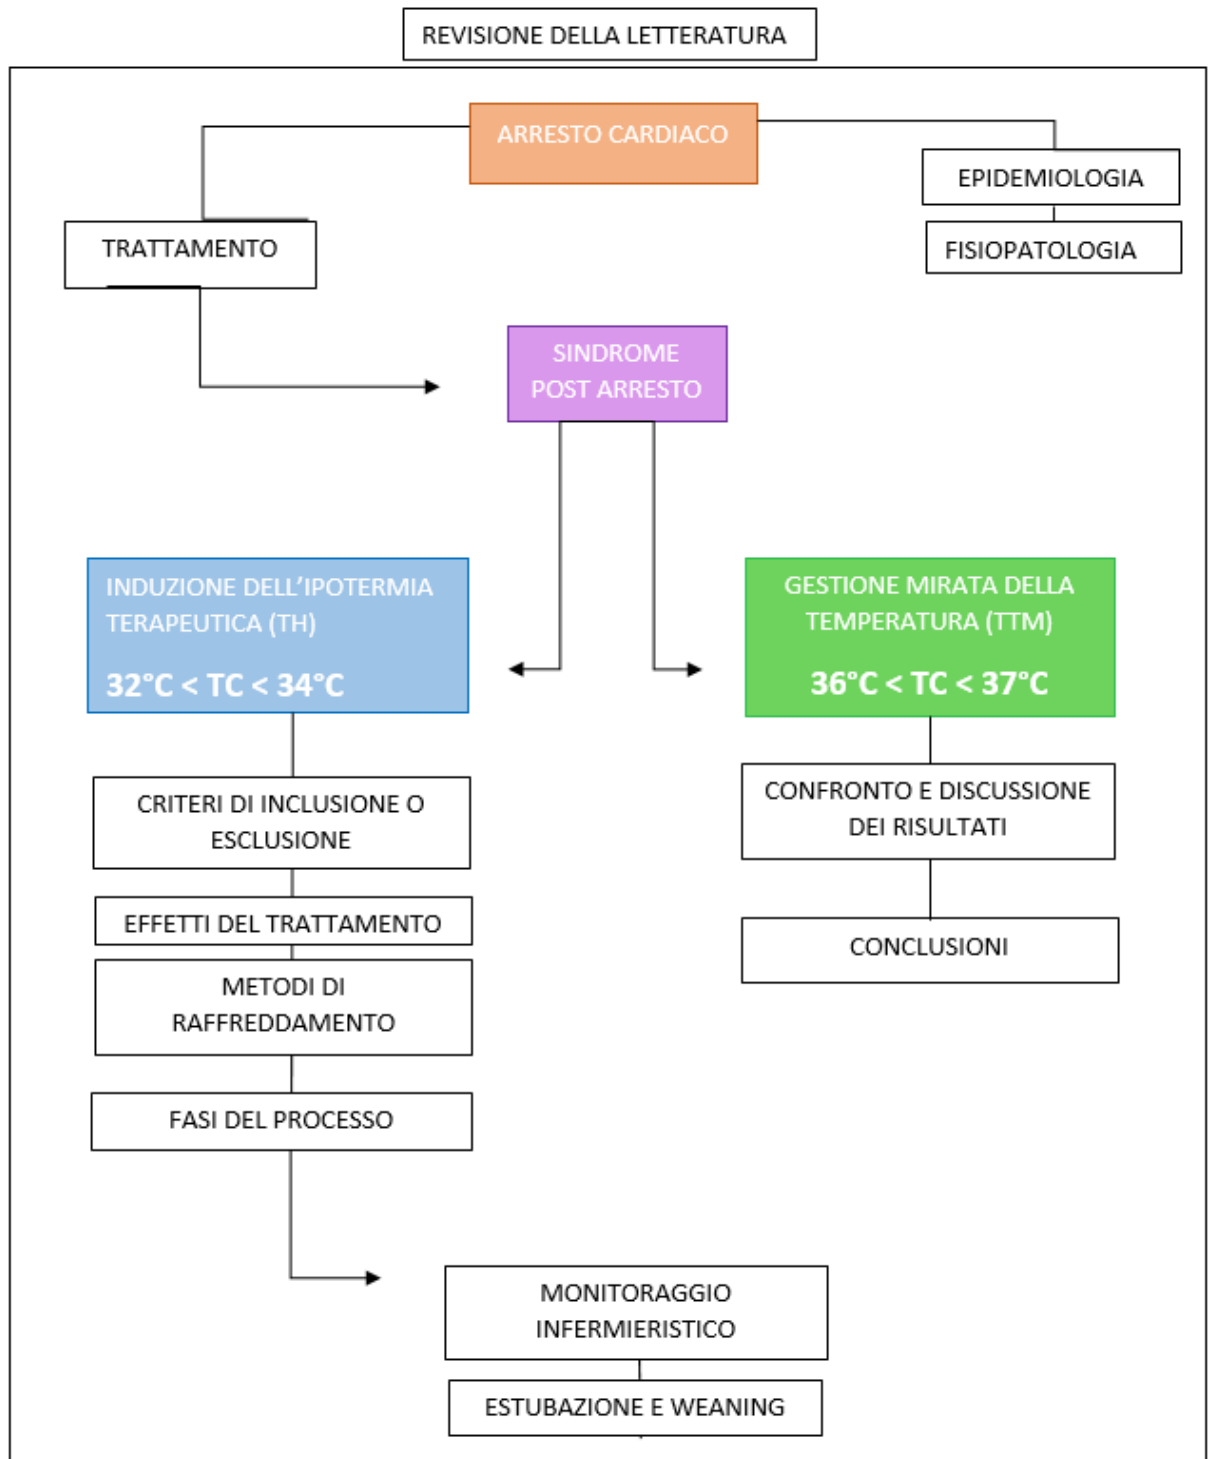 REVISIONE DELLA LETTERATURA
ARRESTO CARDIACO
EPIDEMIOLOGIA
TRATTAMENTO
FISIOPATOLOGIA
SINDROME
POST ARRESTO
INDUZIONE DELL'IPOTERMIA
TERAPEUTICA (TH)
32°C < TC < 34°C
GESTIONE MIRATA DELLA
TEMPERATURA (TTM)
36°C < TC < 37°C
CRITERI DI INCLUSIONE O
ESCLUSIONE
EFFETTI DEL TRATTAMENTO
METODI DI
RAFFREDDAMENTO
FASI DEL PROCESSO
CONFRONTO E DISCUSSIONE
DEI RISULTATI
CONCLUSIONI
MONITORAGGIO
INFERMIERISTICO
ESTUBAZIONE E WEANING